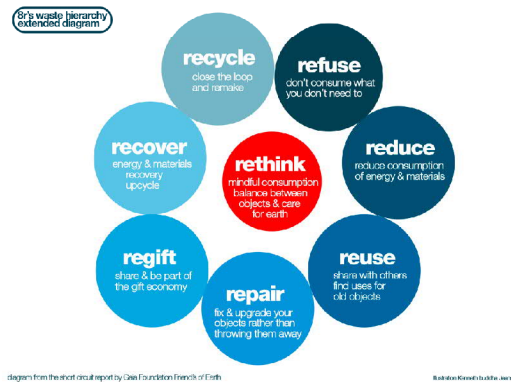 8r's waste hierarchy
extended diagram
recycle
close the loop
and remake
refuse
don't consume what
you don't need to
recover
energy & materials
recovery
upcycle
rethink
mindful consumption
balance between
objects & care
for earth
reduce
reduce consumption
of energy & materials
regift
share & be part of
the gift economy
repair
fix & upgrade your
objects rather than
throwing them away
reuse
share with others
find uses for
old objects
diagram from the short circuit report by Gaia Foundation Friends of Earth
Illustration Kenneth buddha Jeans